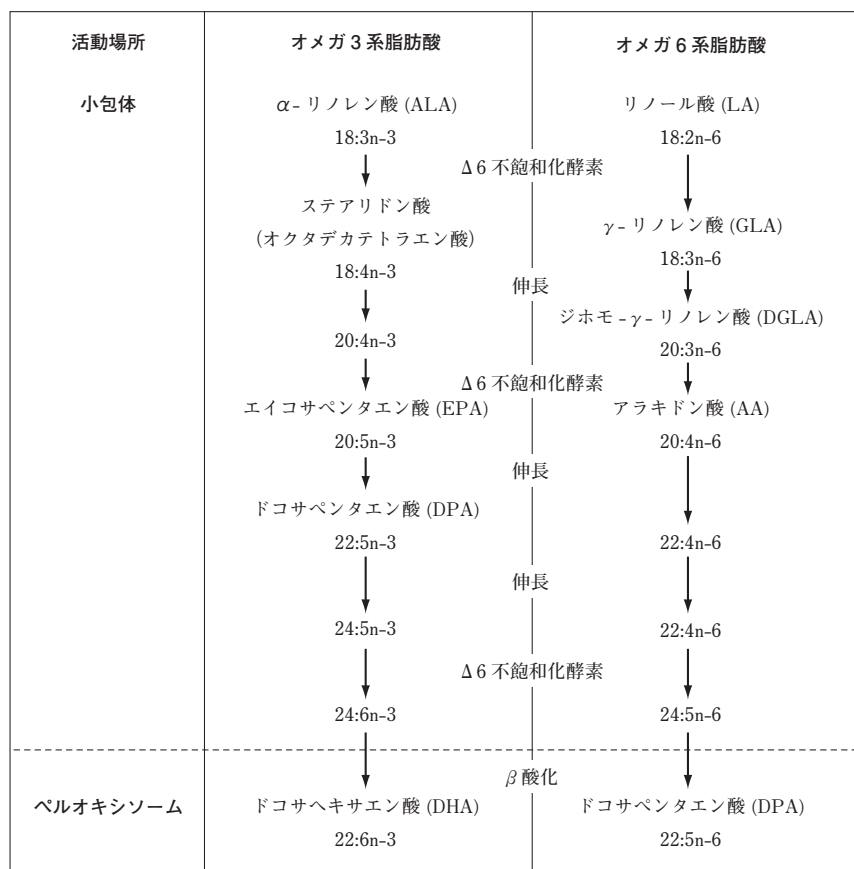 活動場所 オメガ3系脂肪酸 オメガ6系脂肪酸
小包体 α-リノレン酸 (ALA) リノール酸 (LA)
18:3n-3 18:2n-6
Δ6不飽和化酵素
ステアリドン酸
(オクタデカテトラエン酸) γ-リノレン酸 (GLA)
18:4n-3 18:3n-6
伸長
ジホモ-γ-リノレン酸 (DGLA)
20:4n-3 20:3n-6
Δ6不飽和化酵素
エイコサペンタエン酸 (EPA) アラキドン酸 (AA)
20:5n-3 20:4n-6
伸長
ドコサペンタエン酸 (DPA)
22:5n-3 22:4n-6
伸長
24:5n-3 22:4n-6
Δ6不飽和化酵素
24:6n-3 24:5n-6
β酸化
ペルオキシソーム ドコサヘキサエン酸 (DHA) ドコサペンタエン酸 (DPA)
22:6n-3 22:5n-6